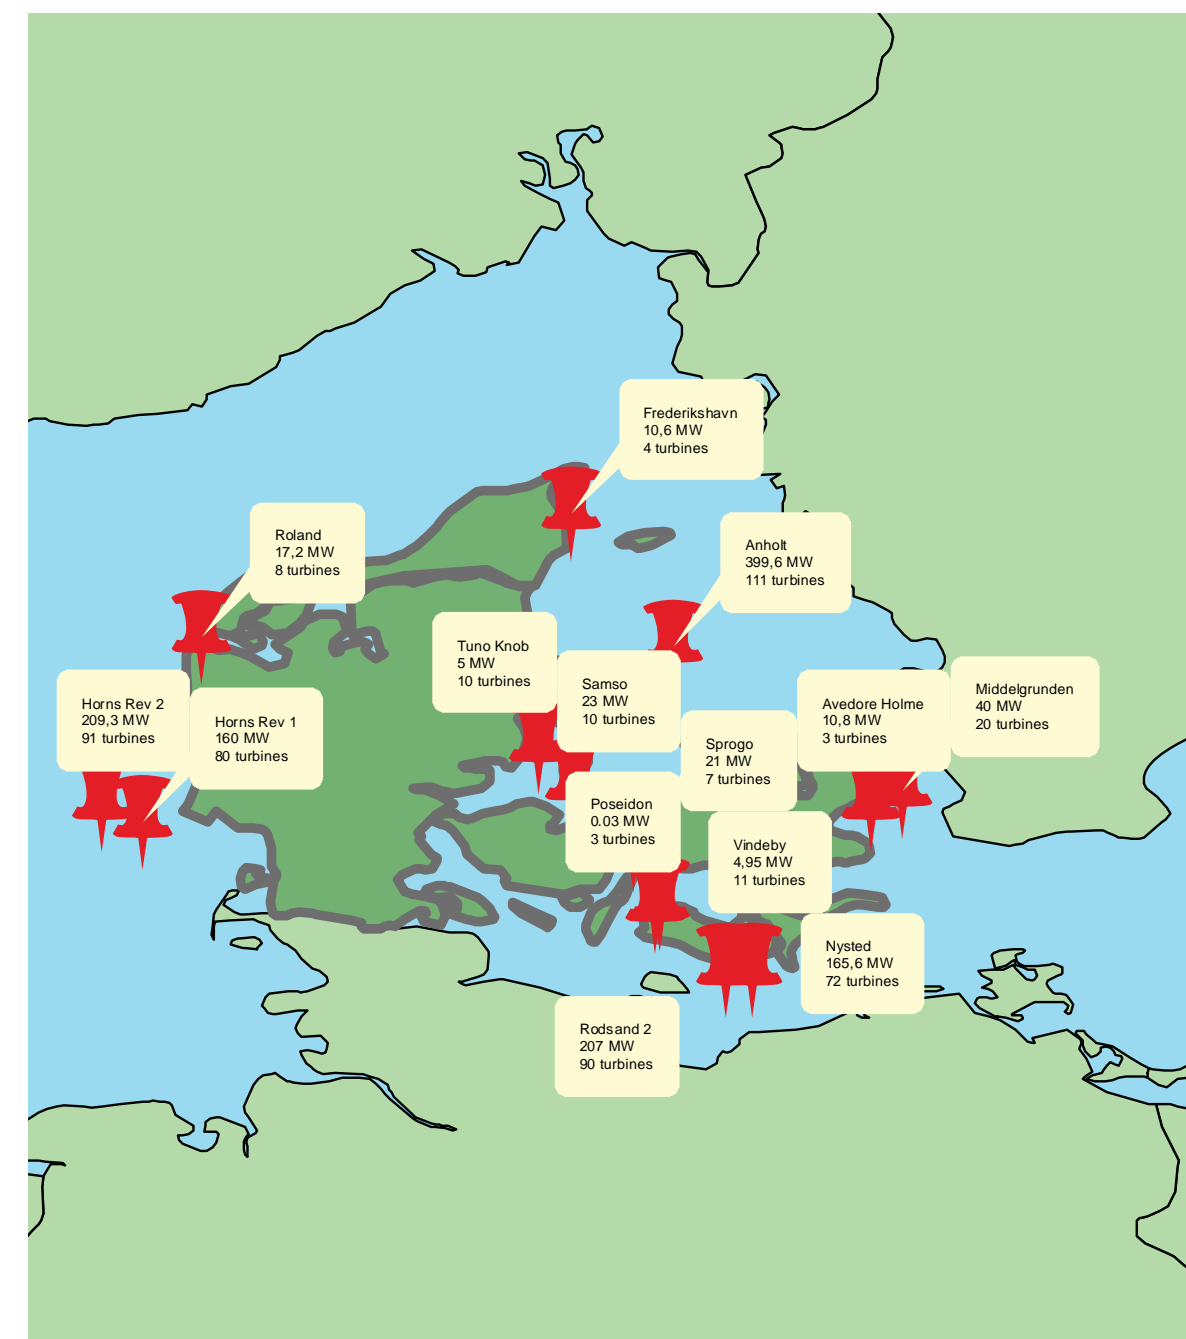 Frederikshavn
10,6 MW
4 turbines
Roland
17,2 MW
8 turbines
Anholt
399,6 MW
111 turbines
Tuno Knob
5 MW
10 turbines
Samso
23 MW
10 turbines
Horns Rev 2
209,3 MW
91 turbines
Horns Rev 1
160 MW
80 turbines
Sprogo
21 MW
7 turbines
Avedore Holme
10,8 MW
3 turbines
Middelgrunden
40 MW
20 turbines
Poseidon
0.03 MW
3 turbines
Vindeby
4,95 MW
11 turbines
Nysted
165,6 MW
72 turbines
Rodsand 2
207 MW
90 turbines